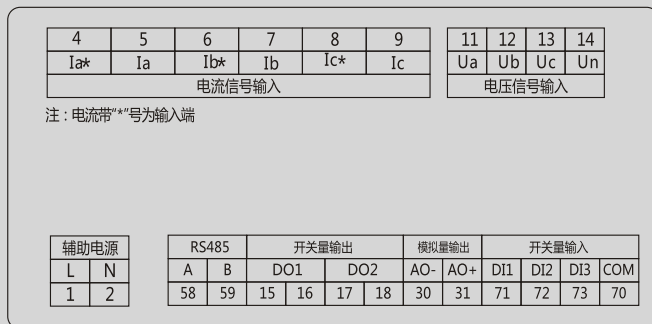 4 5 6 7 8 9 11 12 13 14
Ia* Ia Ib* Ib Ic* Ic Ua Ub Uc Un
电流信号输入 电压信号输入
注：电流带“*”号为输入端
辅助电源 RS485 开关量输出 模拟量输出 开关量输入
L N A B DO1 DO2 AO- AO+ DI1 DI2 DI3 COM
1 2 58 59 15 16 17 18 30 31 71 72 73 70